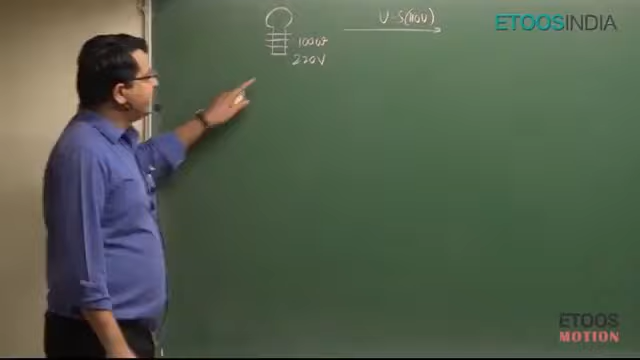 U.S(110V)
100W
220V
ETOOSINDIA
ETOOS
MOTION